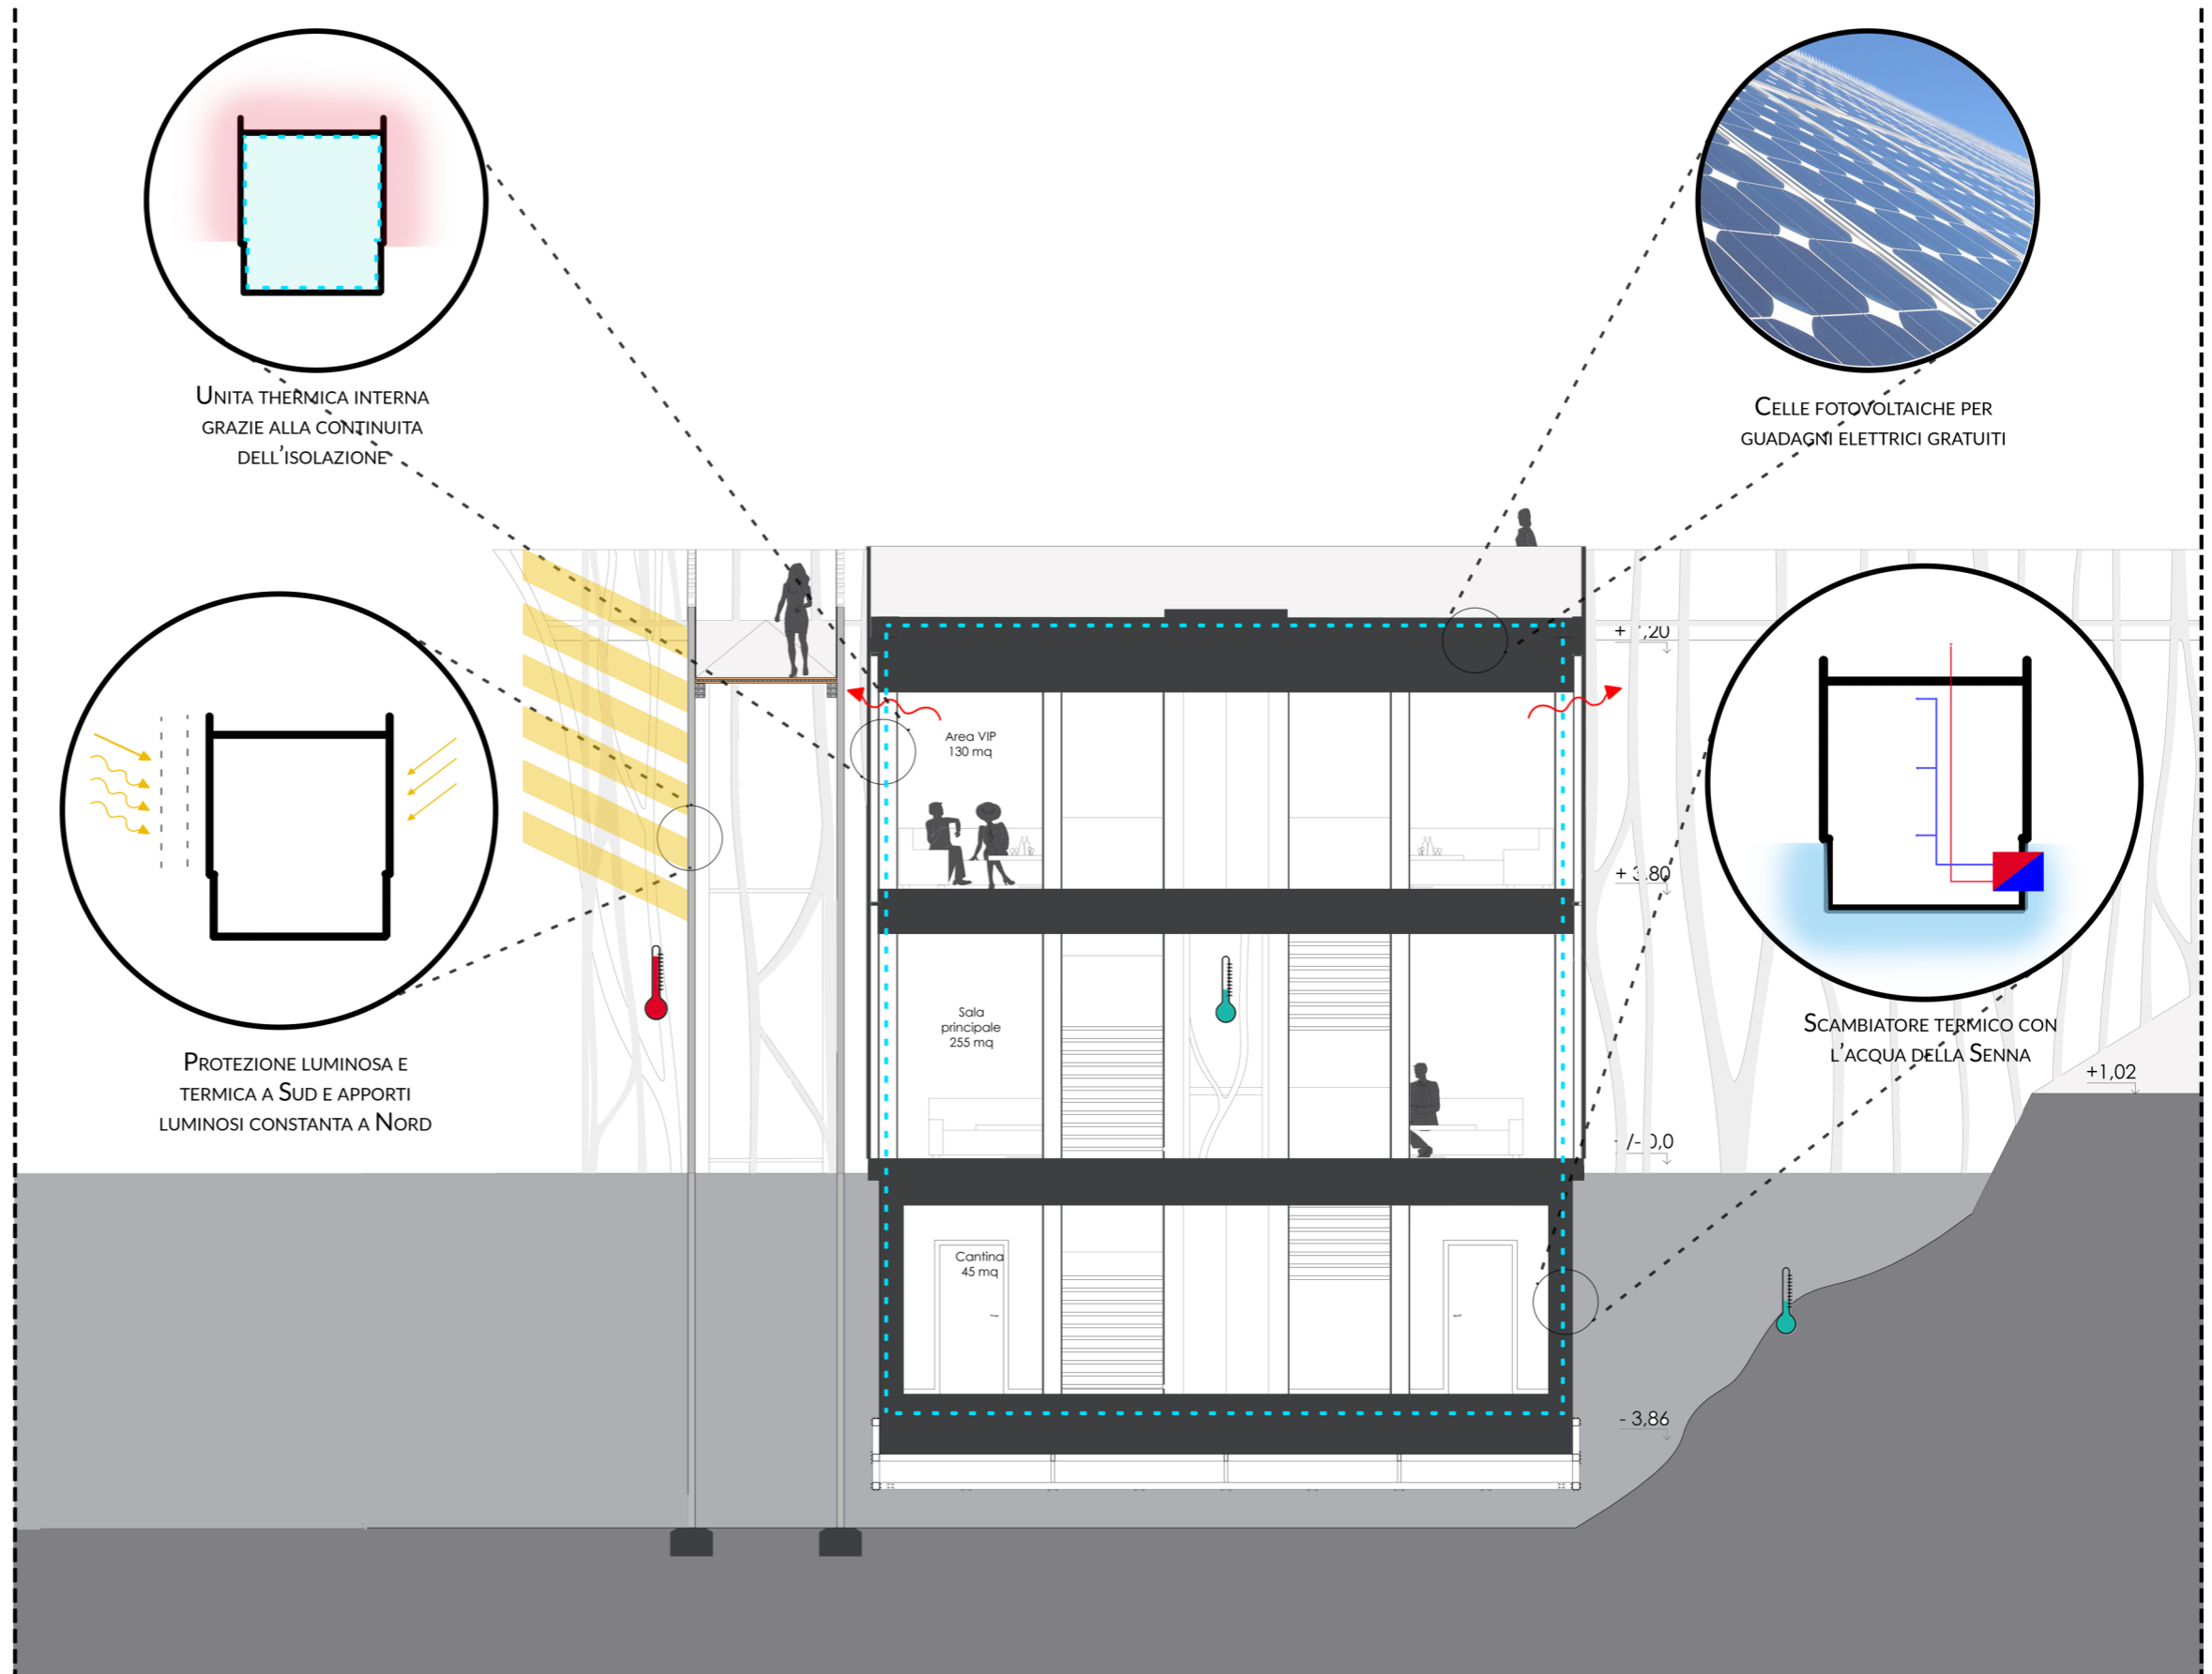 Unita thermica interna
grazie alla continuita
dell'isolazione
Celle fotovoltaiche per
guadagni elettrici gratuiti
Area VIP
130 mq
+ 3.80
Sala
principale
255 mq
Protezione luminosa e
termica a Sud e apporti
luminosi constanta a Nord
Scambiatore termico con
l'acqua della Senna
+1,02
Cantina
45 mq
- 3,86